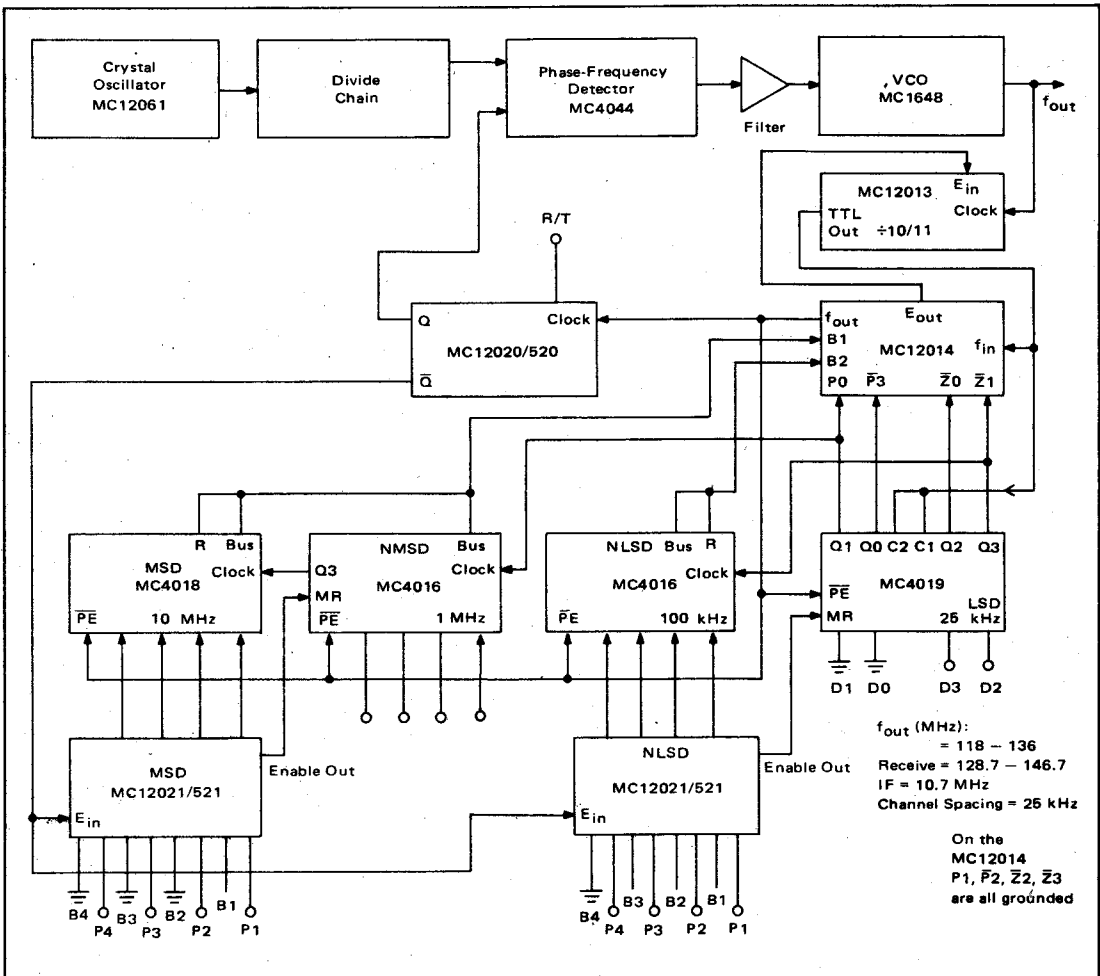 Crystal
Oscillator
MC12061
Divide
Chain
Phase-Frequency
Detector
MC4044
Filter
VCO
MC1648
fout
MC12013
Ein
Clock
TTL
Out
÷10/11
R/T
Q
Clock
MC12020/520
Q̅
fout
Eout
B1
MC12014
fin
B2
P0
P̅3
Z̅0
Z̅1
R
Bus
MSD
MC4018
Clock
P̅E̅
10 MHz
NMSD
Bus
Q3
Clock
MC4016
MR
P̅E̅
1 MHz
NLSD
Bus
R
MC4016
Clock
P̅E̅
100 kHz
Q1
Q0
C2
C1
Q2
Q3
MC4019
P̅E̅
MR
LSD
25 kHz
D1
D0
D3
D2
MSD
MC12021/521
Enable Out
Ein
B4
P4
B3
P3
B2
P2
B1
P1
NLSD
MC12021/521
Enable Out
Ein
B4
P4
B3
P3
B2
P2
B1
P1
fout (MHz):
= 118 – 136
Receive = 128.7 – 146.7
IF = 10.7 MHz
Channel Spacing = 25 kHz
On the
MC12014
P1, P̅2, Z̅2, Z̅3
are all grounded